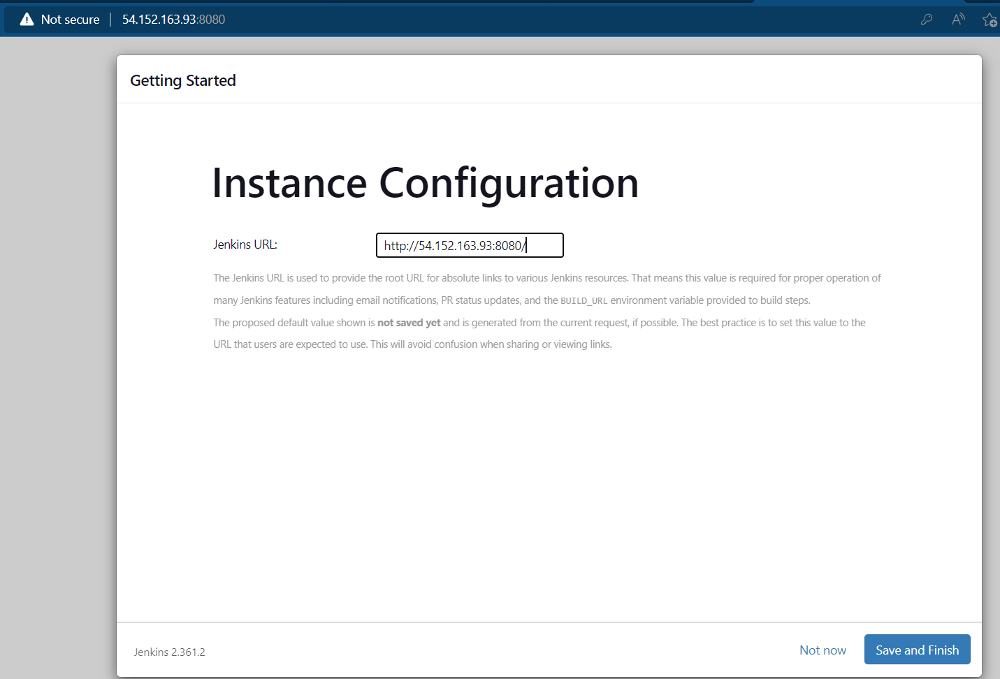 Not secure | 54.152.163.93:8080
Getting Started
Instance Configuration
Jenkins URL: http://54.152.163.93:8080/
The Jenkins URL is used to provide the root URL for absolute links to various Jenkins resources. That means this value is required for proper operation of
many Jenkins features including email notifications, PR status updates, and the BUILD_URL environment variable provided to build steps.
The proposed default value shown is not saved yet and is generated from the current request, if possible. The best practice is to set this value to the
URL that users are expected to use. This will avoid confusion when sharing or viewing links.
Jenkins 2.361.2
Not now
Save and Finish